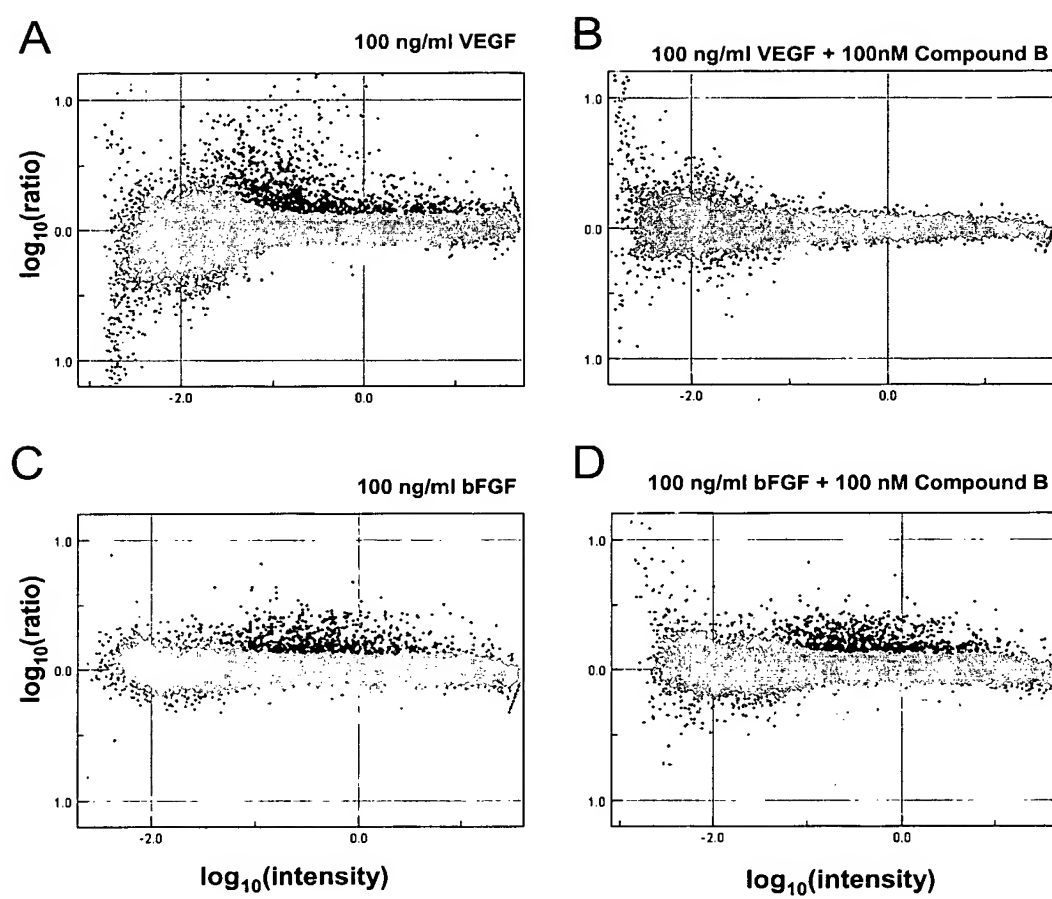 A
100 ng/ml VEGF
B
100 ng/ml VEGF + 100nM Compound B
log10(ratio)
1.0
0.0
1.0
-2.0
0.0
1.0
0.0
1.0
-2.0
0.0
C
100 ng/ml bFGF
D
100 ng/ml bFGF + 100 nM Compound B
log10(ratio)
1.0
0.0
1.0
-2.0
0.0
1.0
0.0
1.0
-2.0
0.0
log10(intensity)
log10(intensity)